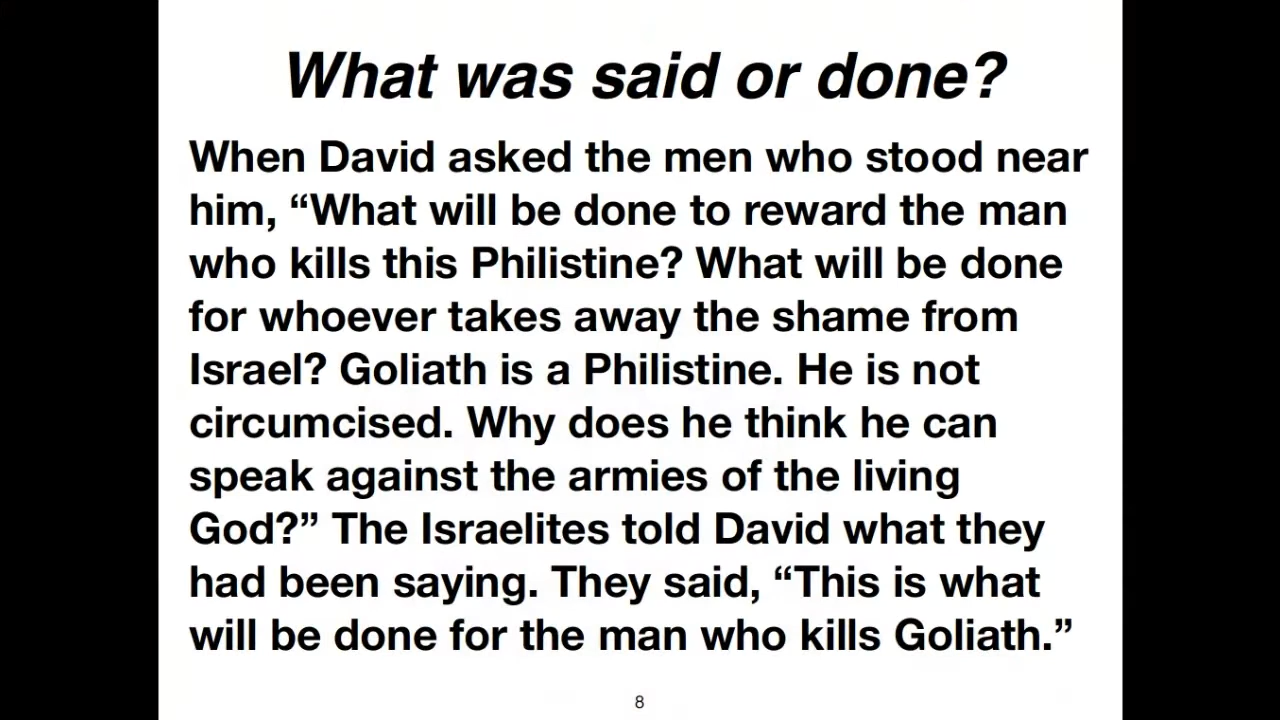 What was said or done?
When David asked the men who stood near
him, “What will be done to reward the man
who kills this Philistine? What will be done
for whoever takes away the shame from
Israel? Goliath is a Philistine. He is not
circumcised. Why does he think he can
speak against the armies of the living
God?” The Israelites told David what they
had been saying. They said, “This is what
will be done for the man who kills Goliath.”
8